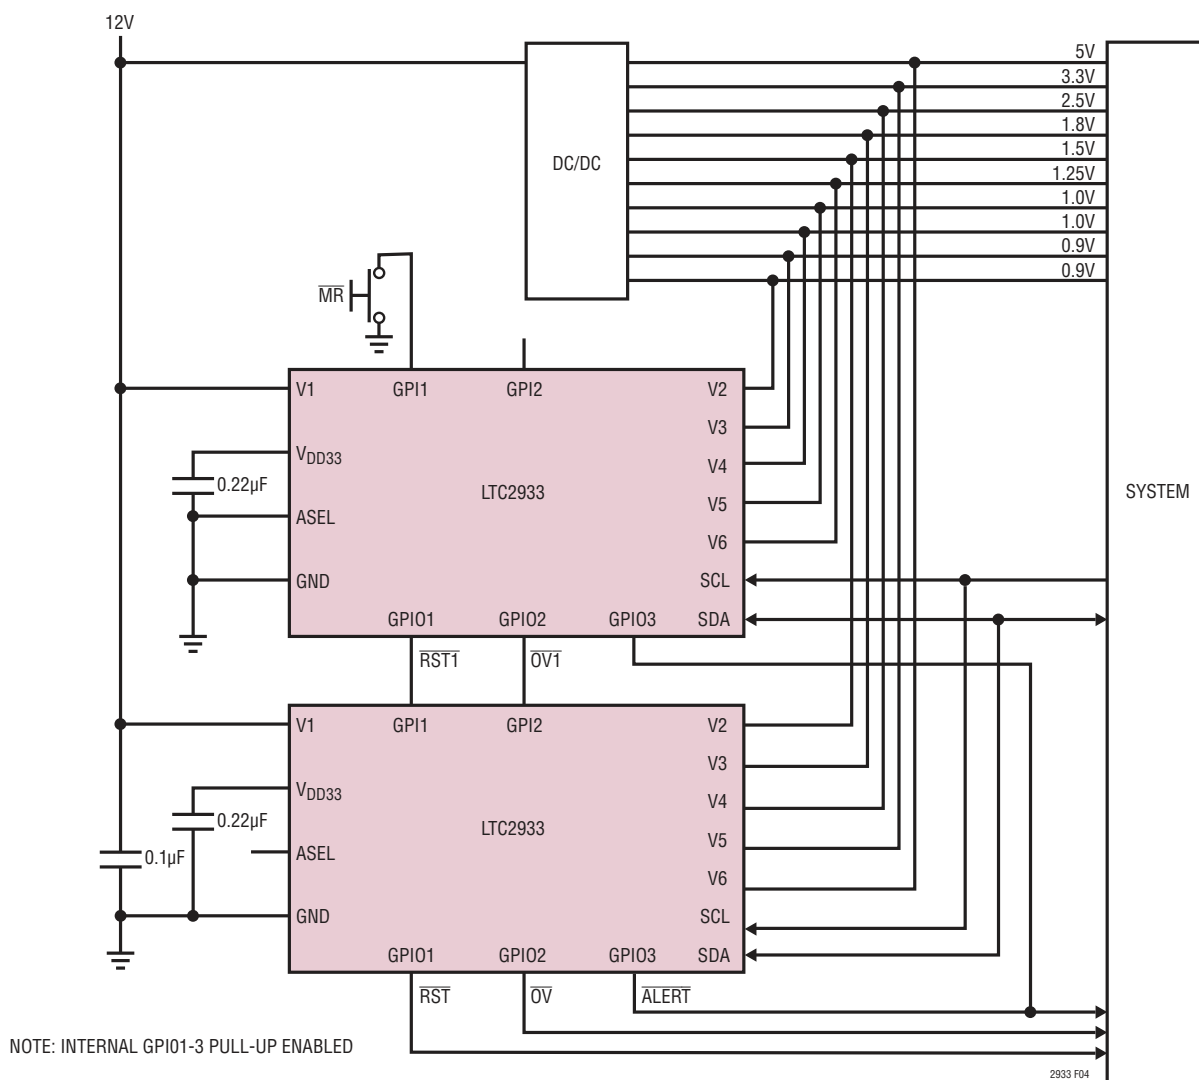 12V
DC/DC
5V
3.3V
2.5V
1.8V
1.5V
1.25V
1.0V
1.0V
0.9V
0.9V
SYSTEM
MR
V1
GPI1
GPI2
V2
VDD33
V3
0.22µF
V4
LTC2933
ASEL
V5
V6
GND
SCL
GPIO1
GPIO2
GPIO3
SDA
RST1
OV1
V1
GPI1
GPI2
V2
VDD33
V3
0.22µF
V4
LTC2933
0.1µF
ASEL
V5
V6
GND
SCL
GPIO1
GPIO2
GPIO3
SDA
RST
OV
ALERT
NOTE: INTERNAL GPI01-3 PULL-UP ENABLED
2933 F04